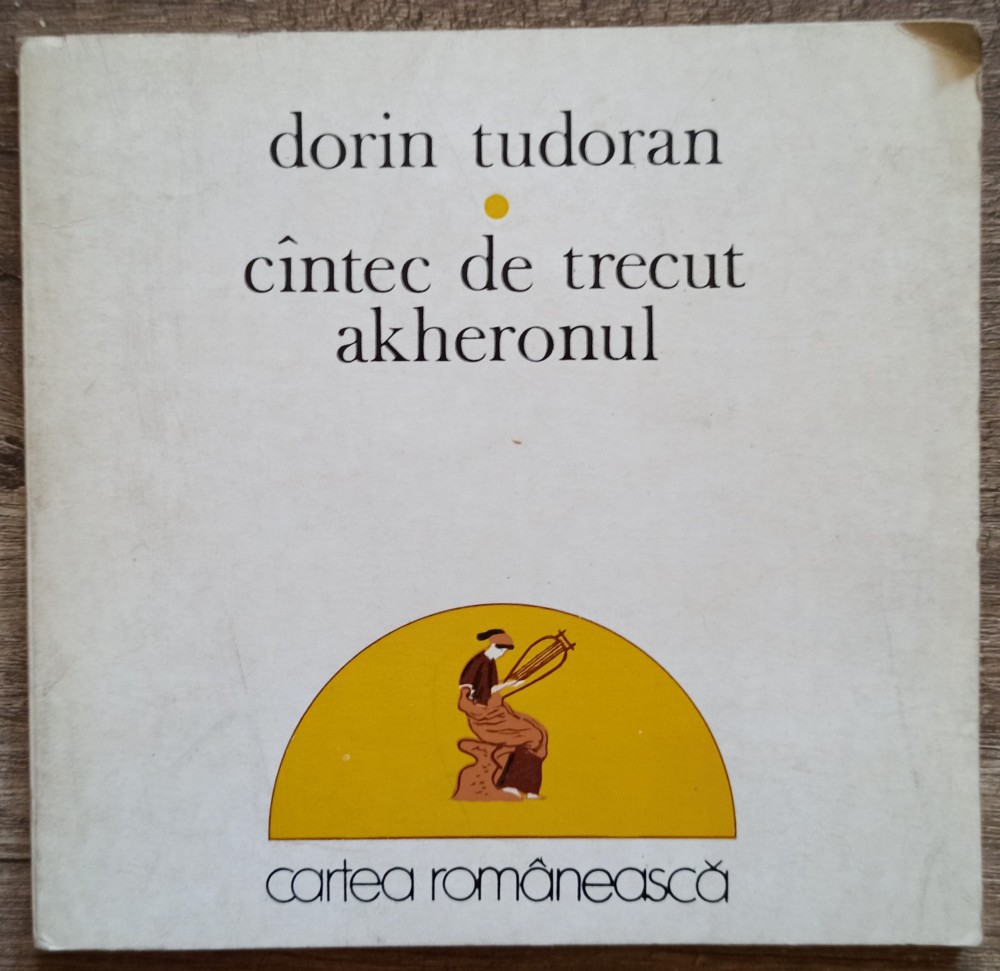 dorin tudoran
cîntec de trecut
akheronul
cartea românească